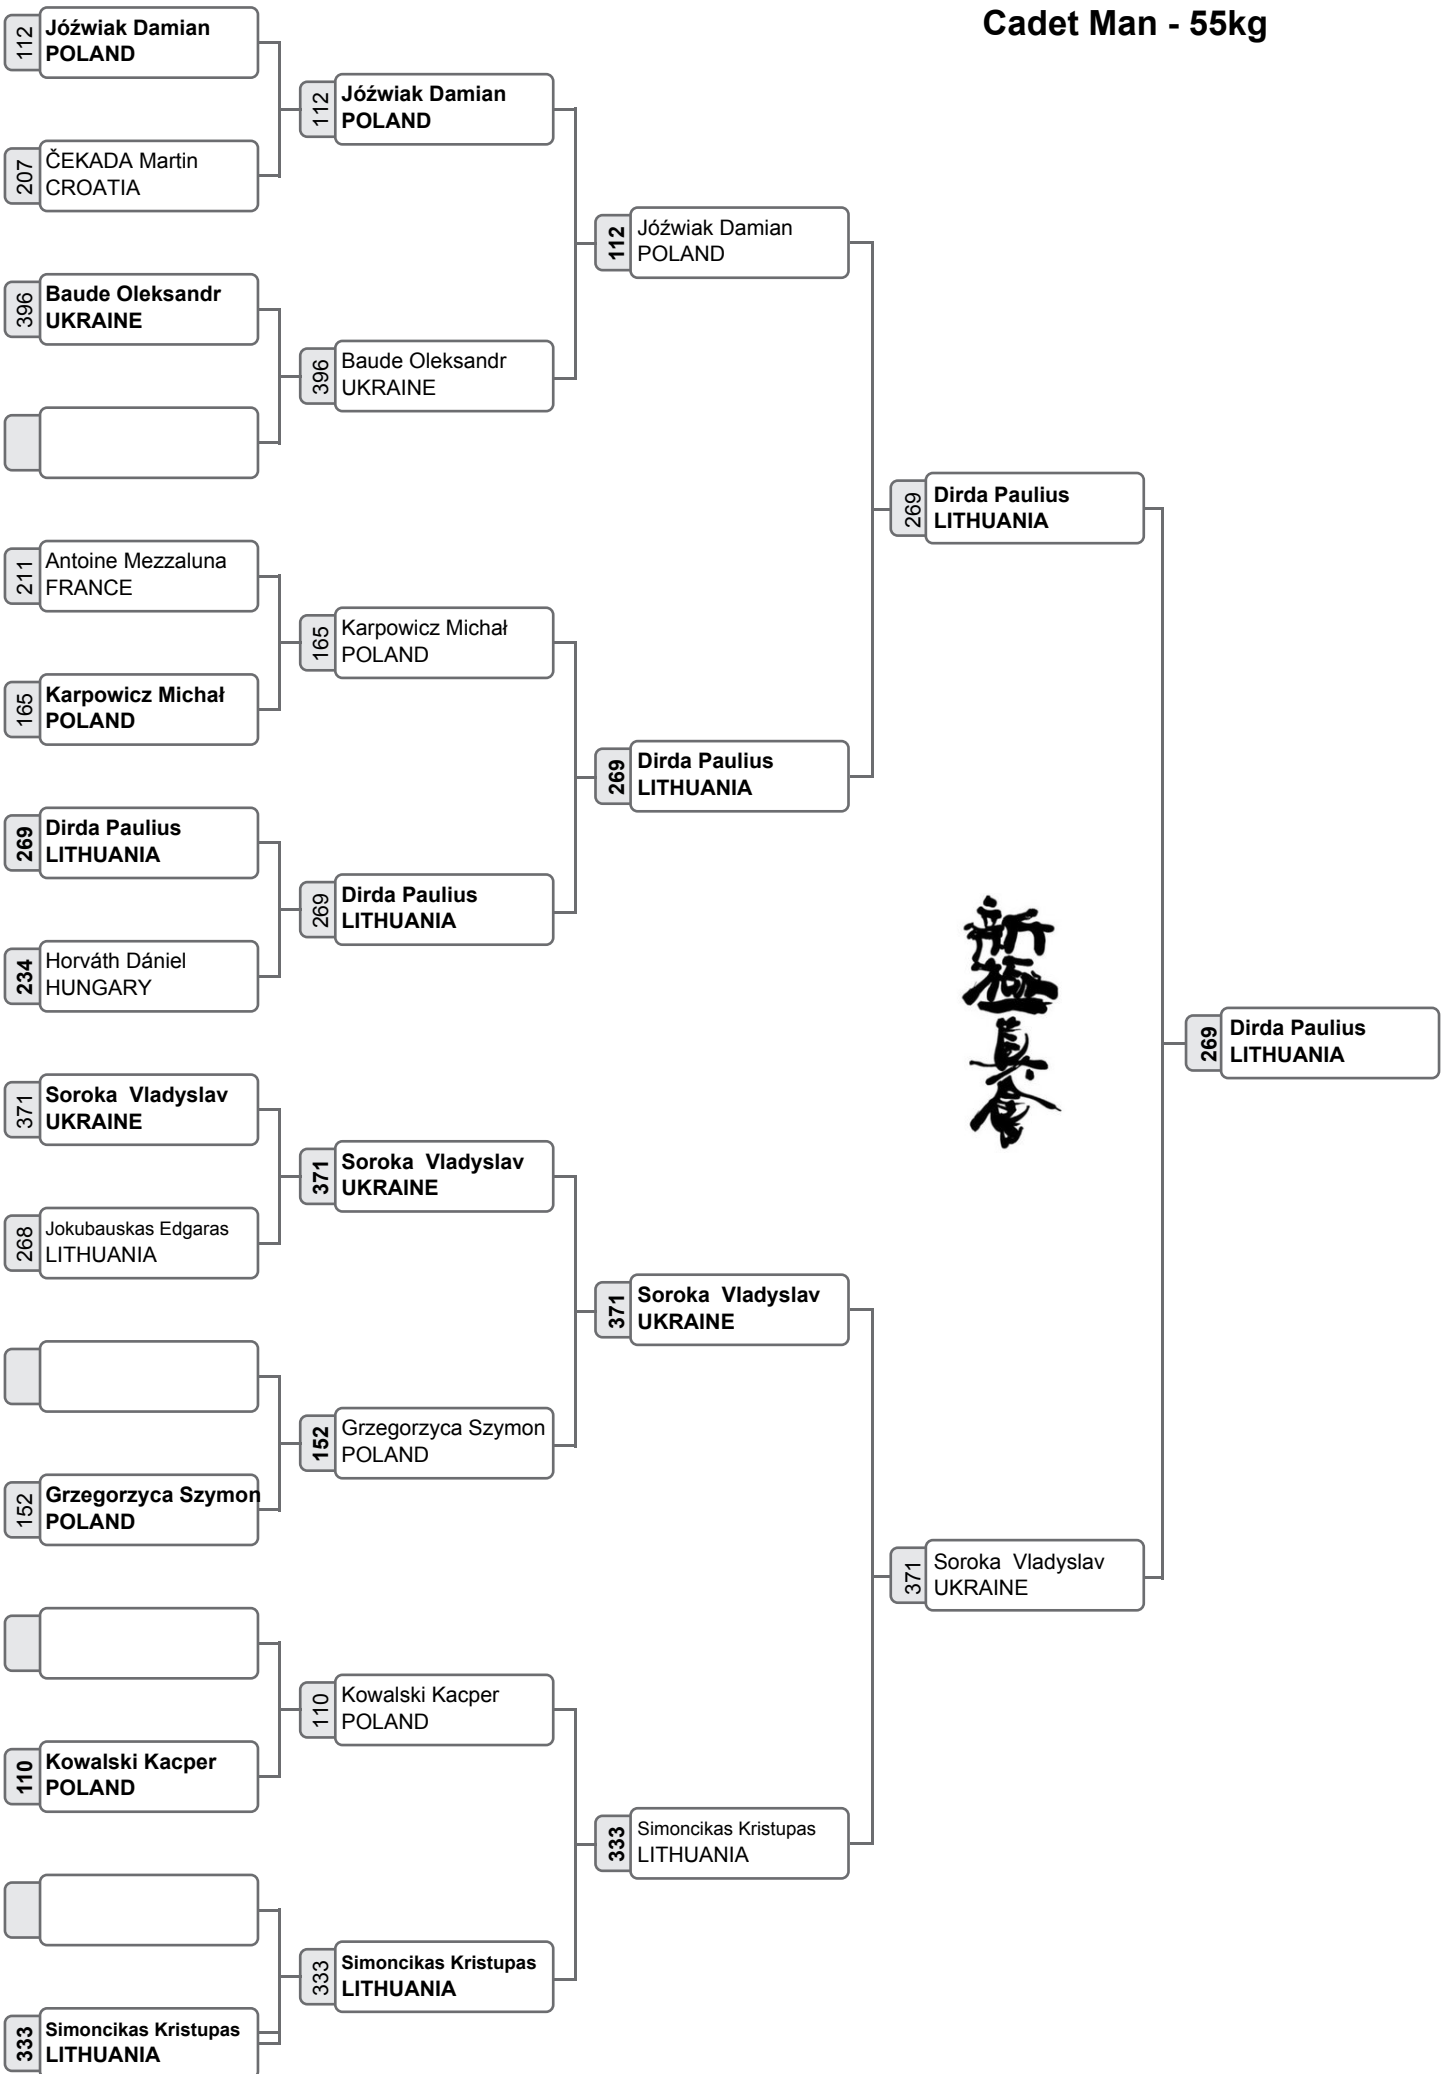 Cadet Man - 55kg
112
Jóźwiak Damian
POLAND
207
ČEKADA Martin
CROATIA
396
Baude Oleksandr
UKRAINE
211
Antoine Mezzaluna
FRANCE
165
Karpowicz Michał
POLAND
269
Dirda Paulius
LITHUANIA
234
Horváth Dániel
HUNGARY
371
Soroka  Vladyslav
UKRAINE
268
Jokubauskas Edgaras
LITHUANIA
152
Grzegorzyca Szymon
POLAND
110
Kowalski Kacper
POLAND
333
Simoncikas Kristupas
LITHUANIA
112
Jóźwiak Damian
POLAND
396
Baude Oleksandr
UKRAINE
165
Karpowicz Michał
POLAND
269
Dirda Paulius
LITHUANIA
371
Soroka  Vladyslav
UKRAINE
152
Grzegorzyca Szymon
POLAND
110
Kowalski Kacper
POLAND
333
Simoncikas Kristupas
LITHUANIA
112
Jóźwiak Damian
POLAND
269
Dirda Paulius
LITHUANIA
371
Soroka  Vladyslav
UKRAINE
333
Simoncikas Kristupas
LITHUANIA
269
Dirda Paulius
LITHUANIA
371
Soroka  Vladyslav
UKRAINE
新極真会
269
Dirda Paulius
LITHUANIA